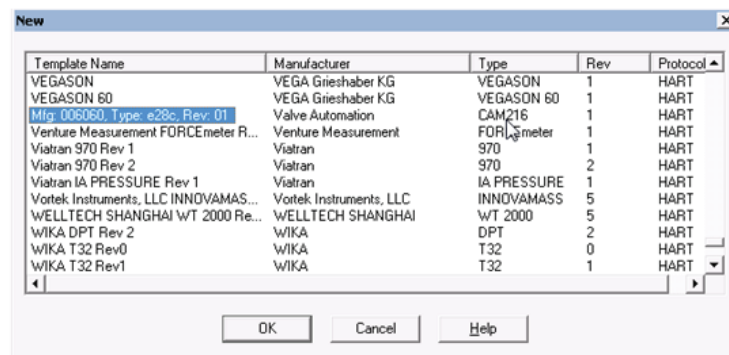 New
Template Name Manufacturer Type Rev Protocol
VEGASON VEGA Grieshaber KG VEGASON 1 HART
VEGASON 60 VEGA Grieshaber KG VEGASON 60 1 HART
Mfg: 006060, Type: e28c, Rev: 01 Valve Automation CAM216 1 HART
Venture Measurement FORCEmeter R... Venture Measurement FORCEmeter 1 HART
Viatran 970 Rev 1 Viatran 970 1 HART
Viatran 970 Rev 2 Viatran 970 2 HART
Viatran IA PRESSURE Rev 1 Viatran IA PRESSURE 1 HART
Vortek Instruments, LLC INNOVAMAS... Vortek Instruments, LLC INNOVAMASS 5 HART
WELLTECH SHANGHAI WT 2000 Re... WELLTECH SHANGHAI WT 2000 5 HART
WIKA DPT Rev 2 WIKA DPT 2 HART
WIKA T32 Rev0 WIKA T32 0 HART
WIKA T32 Rev1 WIKA T32 1 HART
OK Cancel Help